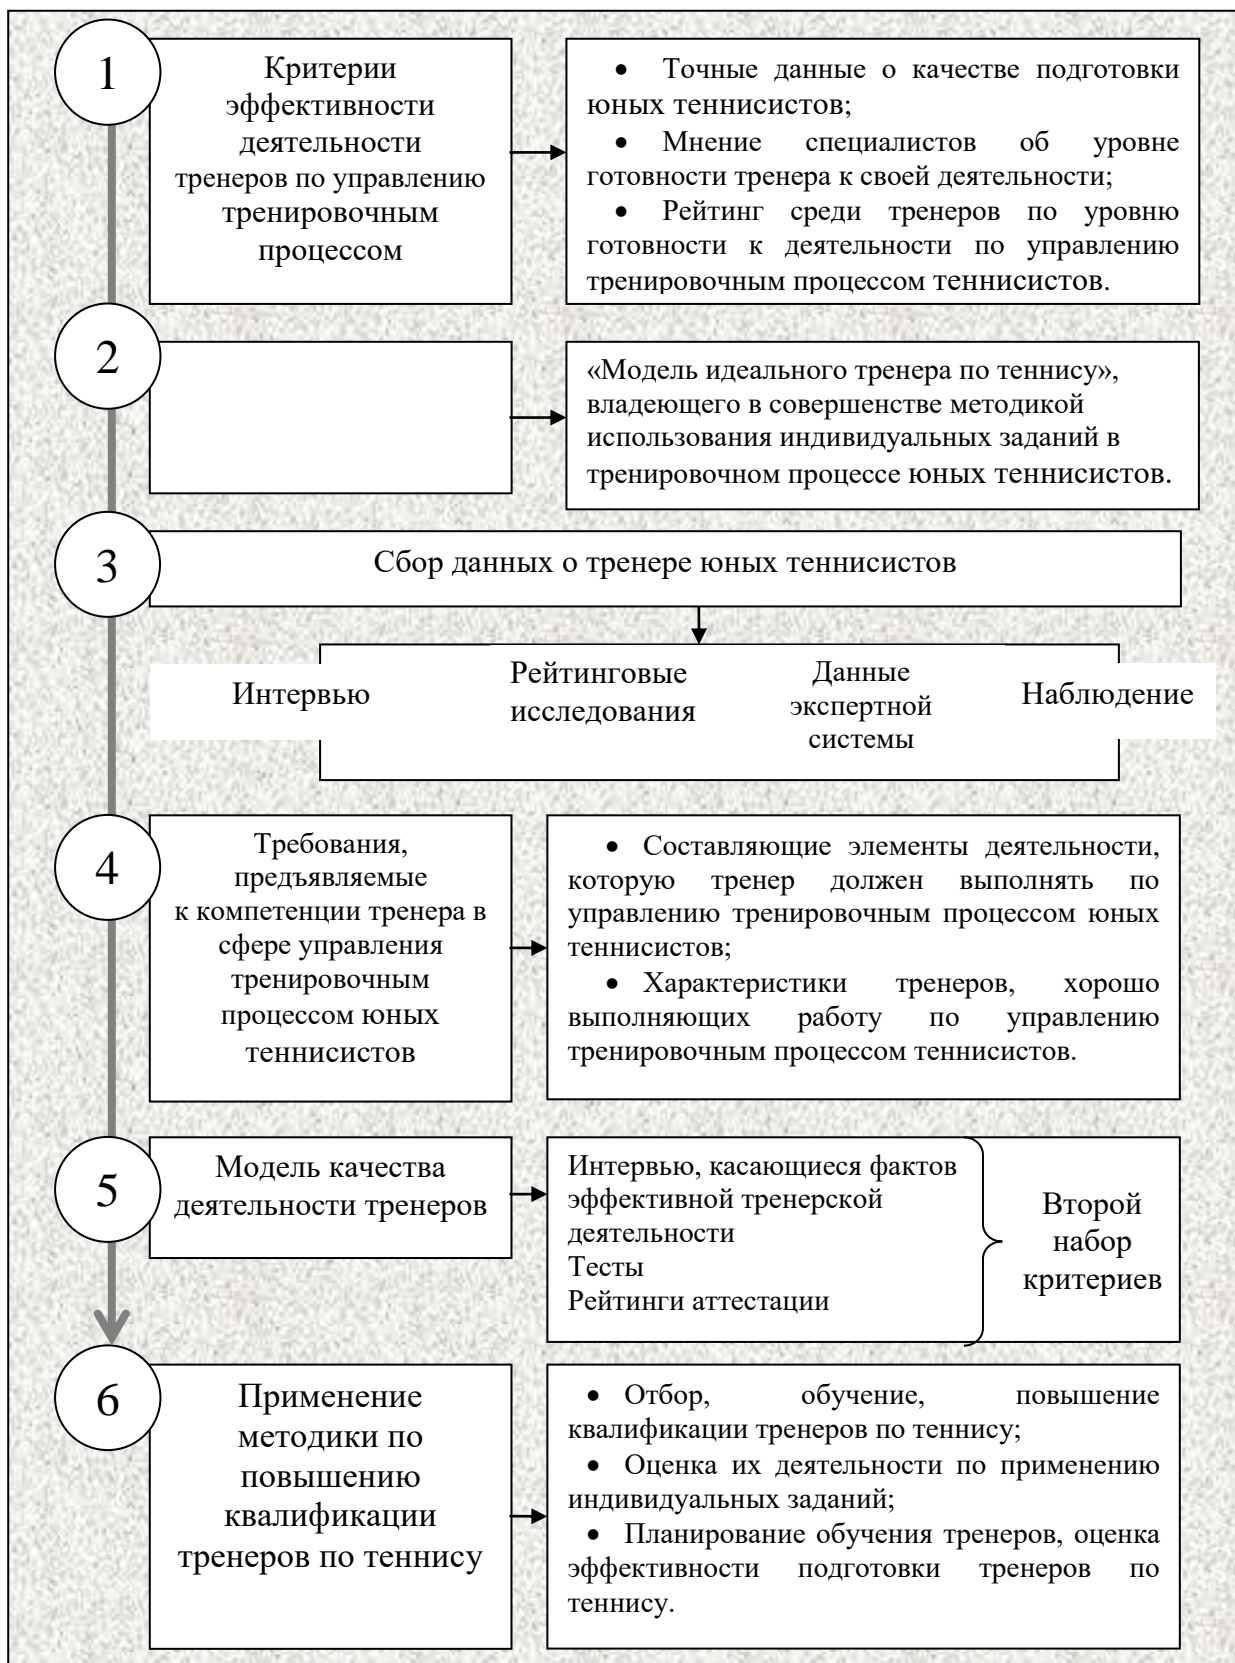 1
Критерии
эффективности
деятельности
тренеров по управлению
тренировочным
процессом
• Точные данные о качестве подготовки
юных теннисистов;
• Мнение специалистов об уровне
готовности тренера к своей деятельности;
• Рейтинг среди тренеров по уровню
готовности к деятельности по управлению
тренировочным процессом теннисистов.
2
«Модель идеального тренера по теннису»,
владеющего в совершенстве методикой
использования индивидуальных заданий в
тренировочном процессе юных теннисистов.
3
Сбор данных о тренере юных теннисистов
Интервью
Рейтинговые
исследования
Данные
экспертной
системы
Наблюдение
4
Требования,
предъявляемые
к компетенции тренера в
сфере управления
тренировочным
процессом юных
теннисистов
• Составляющие элементы деятельности,
которую тренер должен выполнять по
управлению тренировочным процессом юных
теннисистов;
• Характеристики тренеров, хорошо
выполняющих работу по управлению
тренировочным процессом теннисистов.
5
Модель качества
деятельности тренеров
Интервью, касающиеся фактов
эффективной тренерской
деятельности
Тесты
Рейтинги аттестации
Второй
набор
критериев
6
Применение
методики по
повышению
квалификации
тренеров по теннису
• Отбор, обучение, повышение
квалификации тренеров по теннису;
• Оценка их деятельности по применению
индивидуальных заданий;
• Планирование обучения тренеров, оценка
эффективности подготовки тренеров по
теннису.